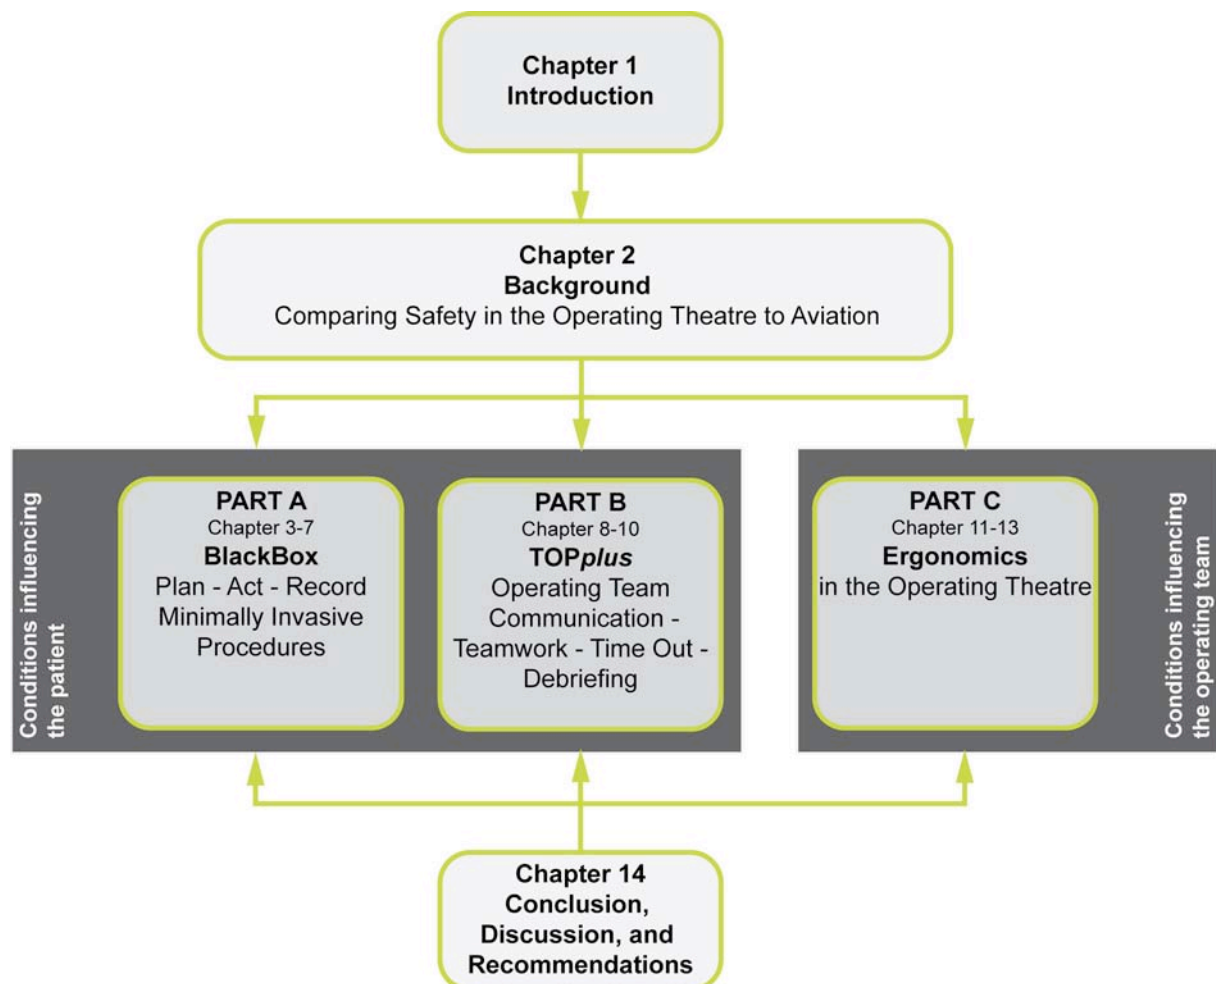 Chapter 1
Introduction
Chapter 2
Background
Comparing Safety in the Operating Theatre to Aviation
Conditions influencing
the patient
PART A
Chapter 3-7
BlackBox
Plan - Act - Record
Minimally Invasive
Procedures
PART B
Chapter 8-10
TOPplus
Operating Team
Communication -
Teamwork - Time Out -
Debriefing
PART C
Chapter 11-13
Ergonomics
in the Operating Theatre
Conditions influencing
the operating team
Chapter 14
Conclusion,
Discussion, and
Recommendations